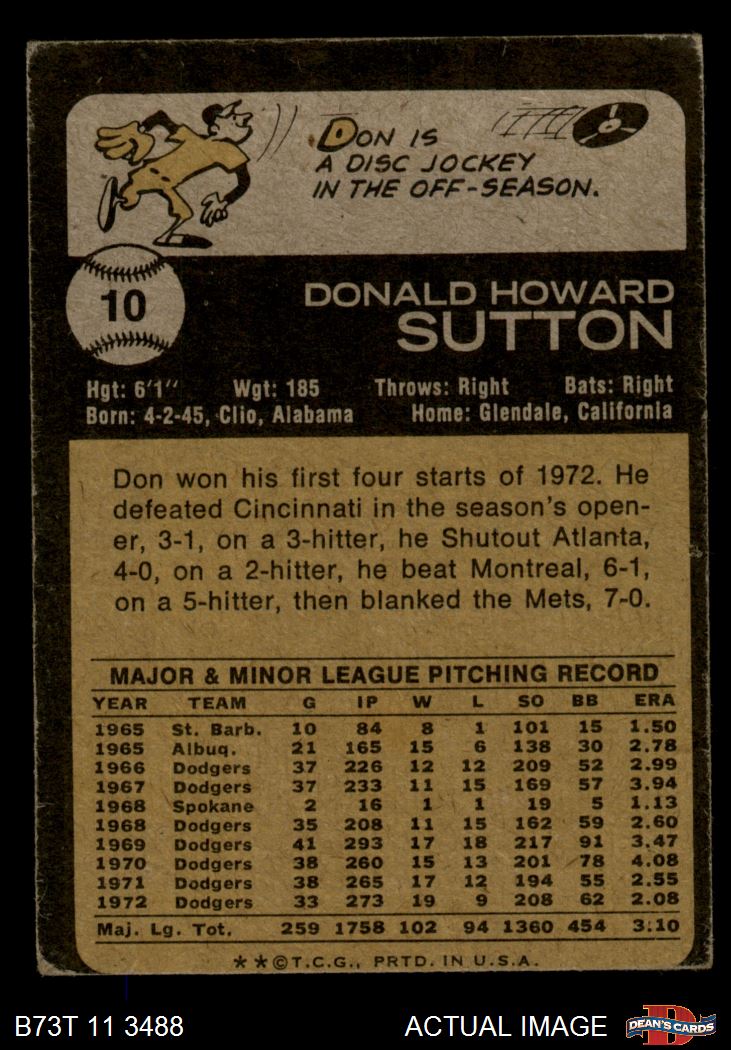 DON IS
A DISC JOCKEY
IN THE OFF-SEASON.
10
DONALD HOWARD
SUTTON
Hgt: 6'1" Wgt: 185 Throws: Right Bats: Right
Born: 4-2-45, Clio, Alabama Home: Glendale, California
Don won his first four starts of 1972. He
defeated Cincinnati in the season's open-
er, 3-1, on a 3-hitter, he Shutout Atlanta,
4-0, on a 2-hitter, he beat Montreal, 6-1,
on a 5-hitter, then blanked the Mets, 7-0.
MAJOR & MINOR LEAGUE PITCHING RECORD
YEAR TEAM G IP W L SO BB ERA
1965 St. Barb. 10 84 8 1 101 15 1.50
1965 Albuq. 21 165 15 6 138 30 2.78
1966 Dodgers 37 226 12 12 209 52 2.99
1967 Dodgers 37 233 11 15 169 57 3.94
1968 Spokane 2 16 1 1 19 5 1.13
1968 Dodgers 35 208 11 15 162 59 2.60
1969 Dodgers 41 293 17 18 217 91 3.47
1970 Dodgers 38 260 15 13 201 78 4.08
1971 Dodgers 38 265 17 12 194 55 2.55
1972 Dodgers 33 273 19 9 208 62 2.08
Maj. Lg. Tot. 259 1758 102 94 1360 454 3.10
**©T.C.G., PRTD. IN U.S.A.
B73T 11 3488 ACTUAL IMAGE D DEAN'S CARDS